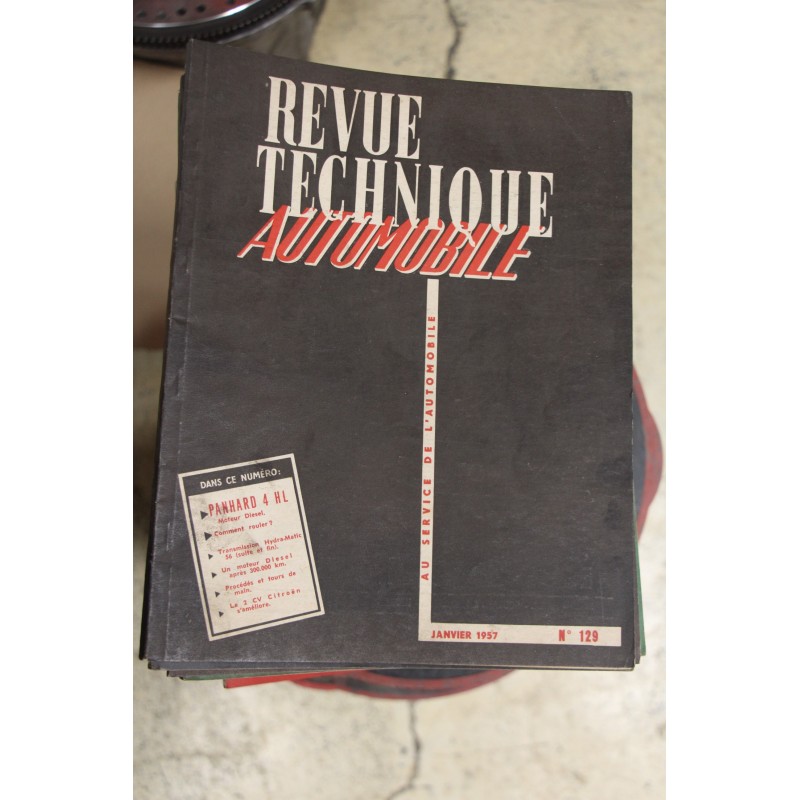 REVUE
TECHNIQUE
AUTOMOBILE
AU SERVICE DE L'AUTOMOBILE
DANS CE NUMÉRO:
PANHARD 4 HL
Moteur Diesel.
Comment rouler?
Transmission Hydra-Matic
56 (suite et fin).
Un moteur Diesel
après 300.000 km.
Procédés et tours de
main.
La 2 CV Citroën
s'améliore.
JANVIER 1957 N° 129